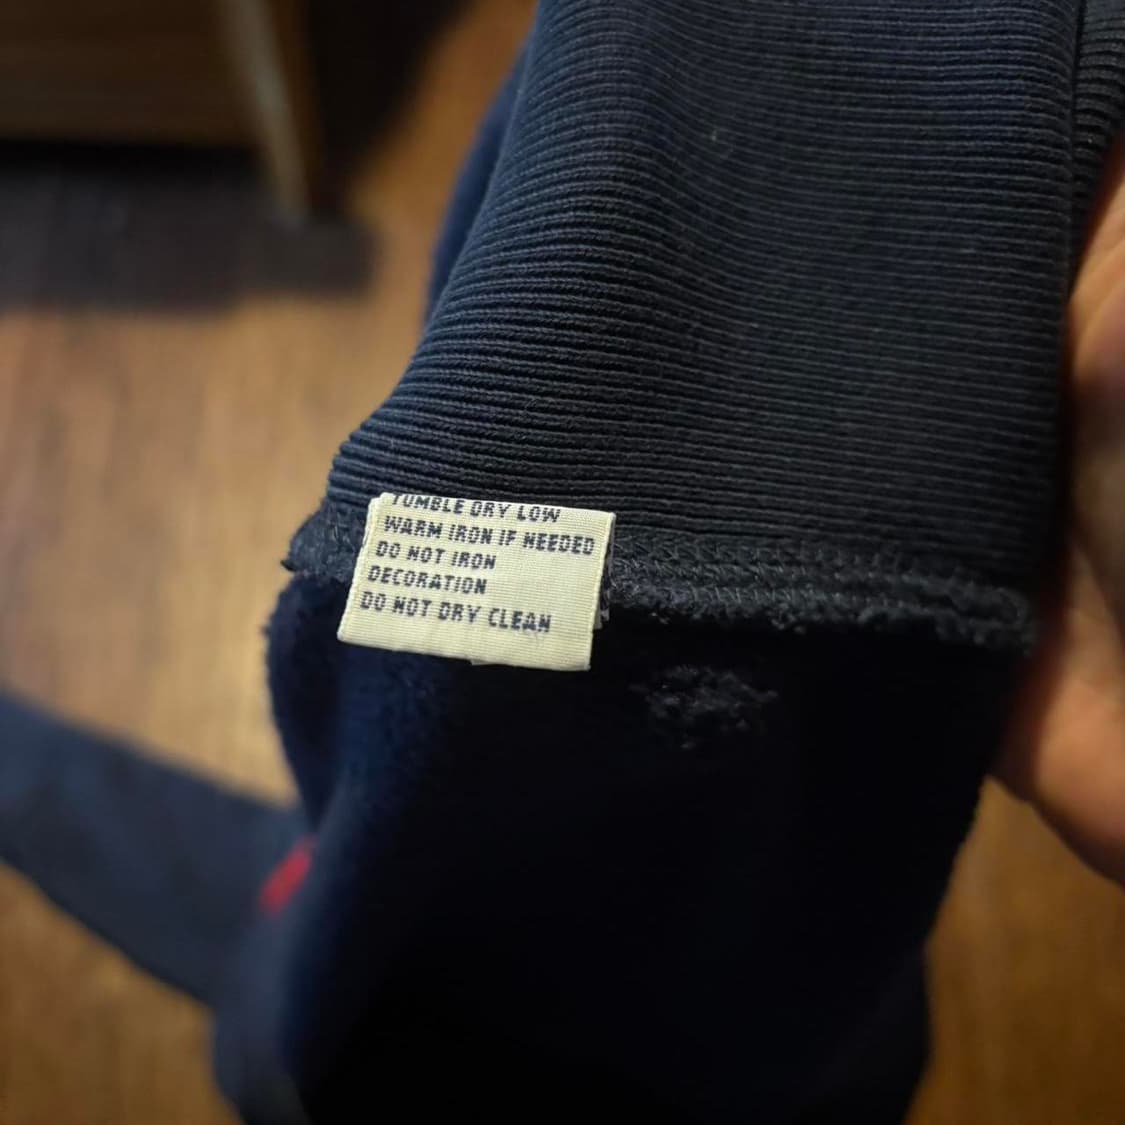 TUMBLE DRY LOW
WARM IRON IF NEEDED
DO NOT IRON
DECORATION
DO NOT DRY CLEAN